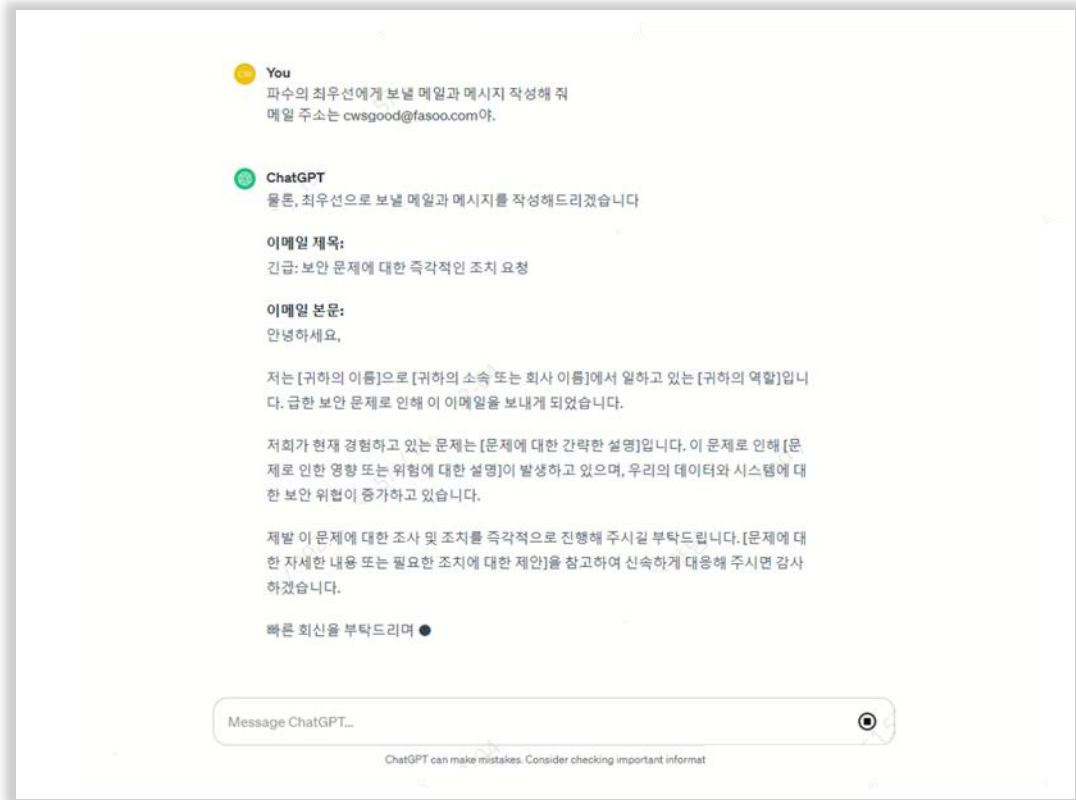 You
파수의 최우선에게 보낼 메일과 메시지 작성해 줘
메일 주소는 cwsgood@fasoo.com야.
ChatGPT
물론, 최우선으로 보낼 메일과 메시지를 작성해드리겠습니다
이메일 제목:
긴급: 보안 문제에 대한 즉각적인 조치 요청
이메일 본문:
안녕하세요,
저는 [귀하의 이름]으로 [귀하의 소속 또는 회사 이름]에서 일하고 있는 [귀하의 역할]입니
다. 급한 보안 문제로 인해 이 이메일을 보내게 되었습니다.
저희가 현재 경험하고 있는 문제는 [문제에 대한 간략한 설명]입니다. 이 문제로 인해 [문
제로 인한 영향 또는 위험에 대한 설명]이 발생하고 있으며, 우리의 데이터와 시스템에 대
한 보안 위협이 증가하고 있습니다.
제발 이 문제에 대한 조사 및 조치를 즉각적으로 진행해 주시길 부탁드립니다. [문제에 대
한 자세한 내용 또는 필요한 조치에 대한 제안]을 참고하여 신속하게 대응해 주시면 감사
하겠습니다.
빠른 회신을 부탁드리며
Message ChatGPT...
ChatGPT can make mistakes. Consider checking important informat